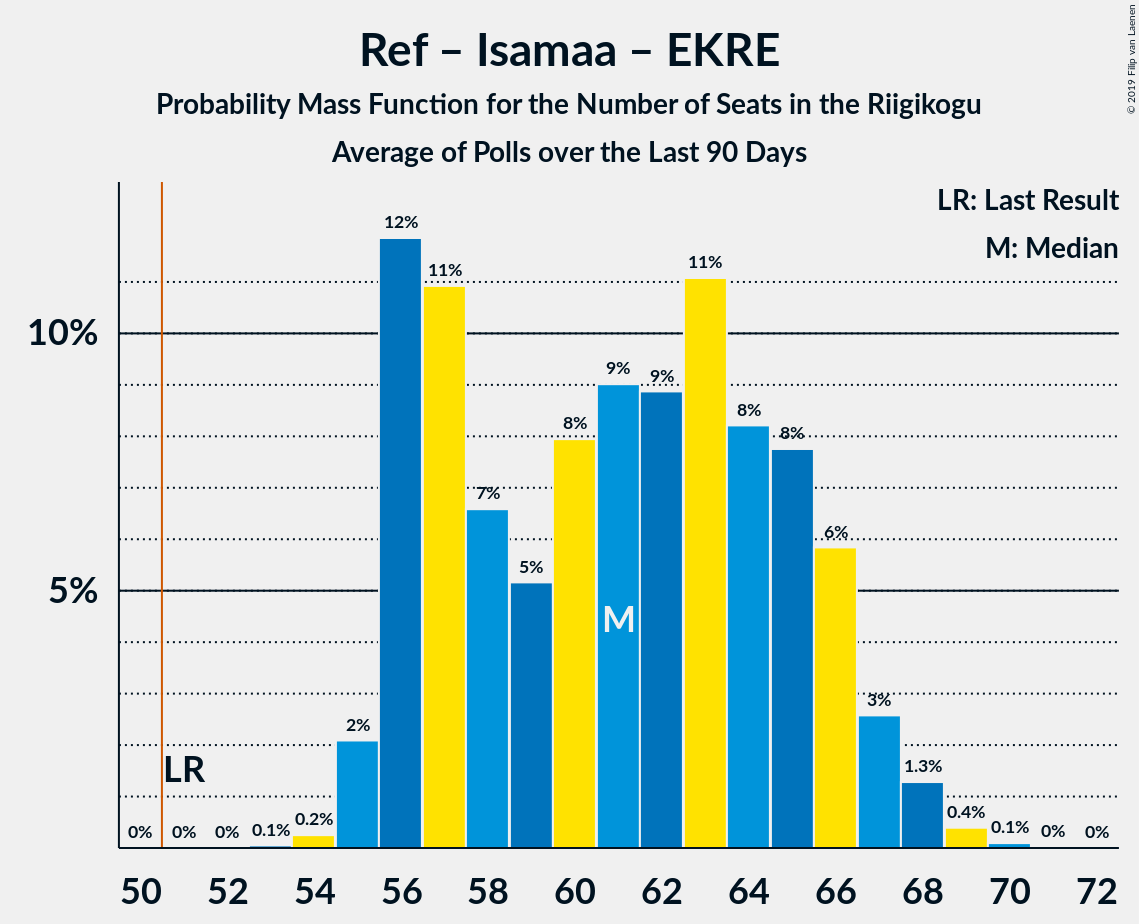 Ref – Isamaa – EKRE
Probability Mass Function for the Number of Seats in the Riigikogu
Average of Polls over the Last 90 Days
© 2019 Filip van Laenen
LR: Last Result
M: Median
10%
5%
0%
0%
0%
0.1%
0.2%
2%
12%
11%
7%
5%
8%
9%
9%
11%
8%
8%
6%
3%
1.3%
0.4%
0.1%
0%
0%
M
LR
50 52 54 56 58 60 62 64 66 68 70 72